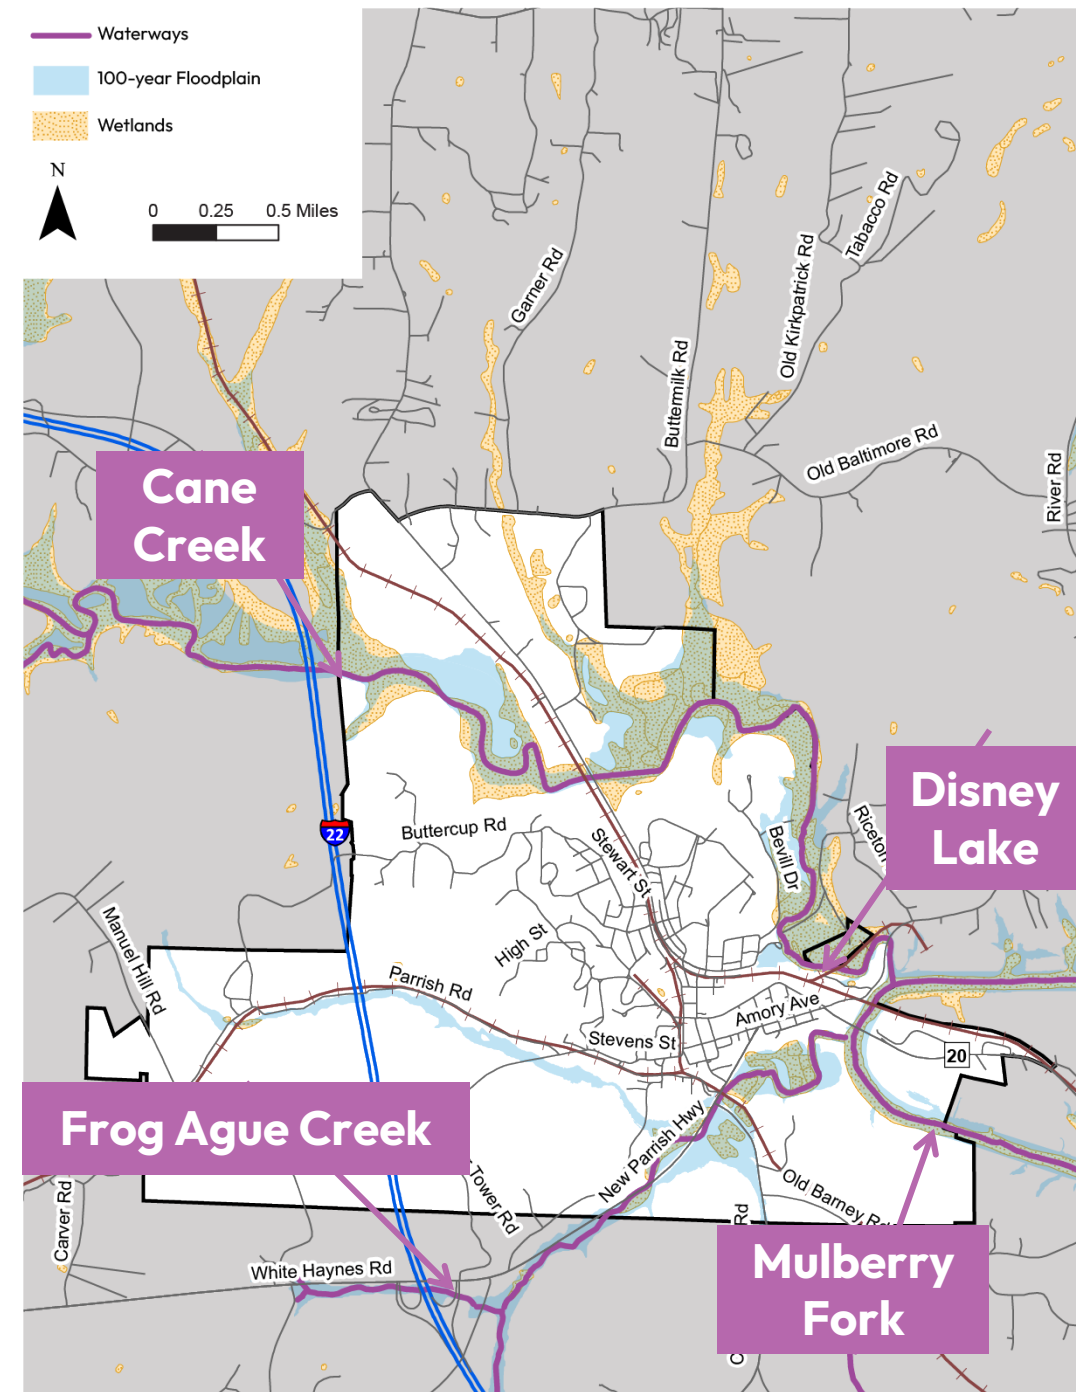 Waterways
100-year Floodplain
Wetlands
N
0 0.25 0.5 Miles
Tabacco Rd
Garner Rd
Old Kirkpatrick Rd
Buttermilk Rd
Old Baltimore Rd
River Rd
Cane
Creek
Disney
Lake
22
Buttercup Rd
Stewart St
Bevill Dr
Riceton
Manuel Hill Rd
High St
Parrish Rd
Amory Ave
Stevens St
20
Frog Ague Creek
New Parrish Hwy
Tower Rd
Old Barney Rd
Carver Rd
Rd
White Haynes Rd
Mulberry
Fork